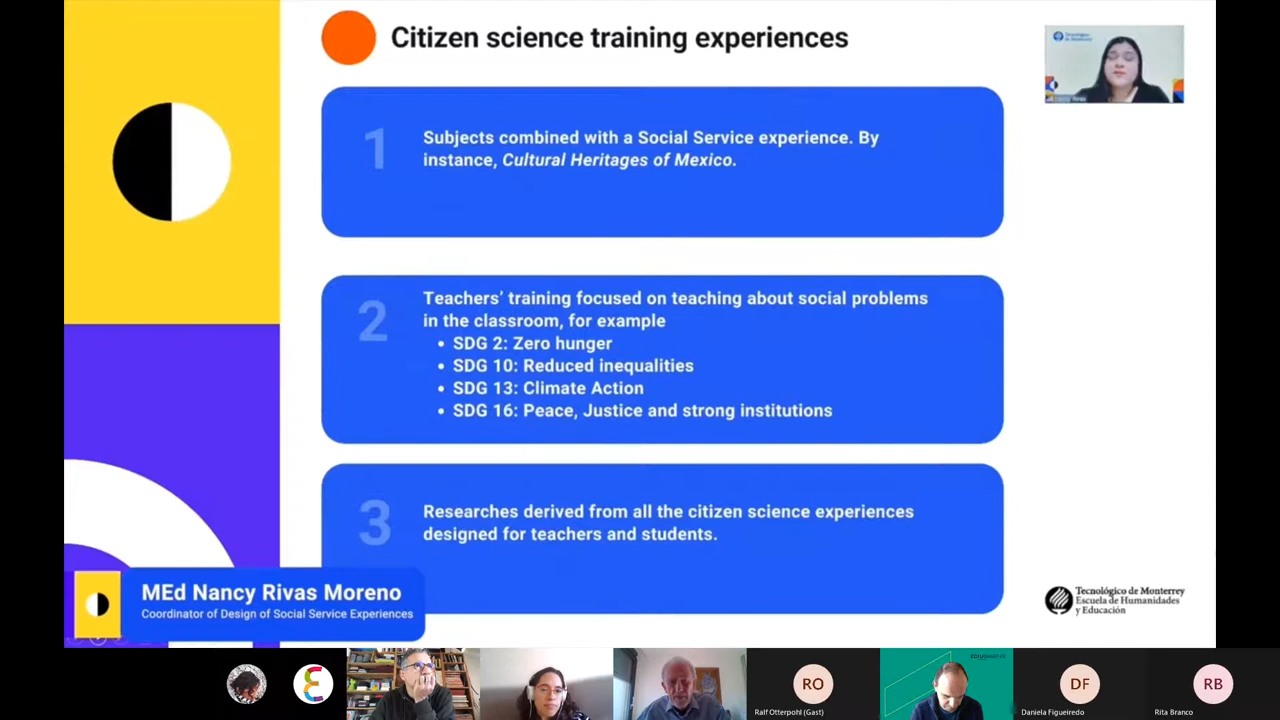 Citizen science training experiences
Tecnológico
de Monterrey
1
Subjects combined with a Social Service experience. By
instance, Cultural Heritages of Mexico.
2
Teachers’ training focused on teaching about social problems
in the classroom, for example
• SDG 2: Zero hunger
• SDG 10: Reduced inequalities
• SDG 13: Climate Action
• SDG 16: Peace, Justice and strong institutions
3
Researches derived from all the citizen science experiences
designed for teachers and students.
MEd Nancy Rivas Moreno
Coordinator of Design of Social Service Experiences
Tecnológico de Monterrey
Escuela de Humanidades
y Educación
RO
Ralf Otterpohl (Gast)
DF
Daniela Figueiredo
RB
Rita Branco